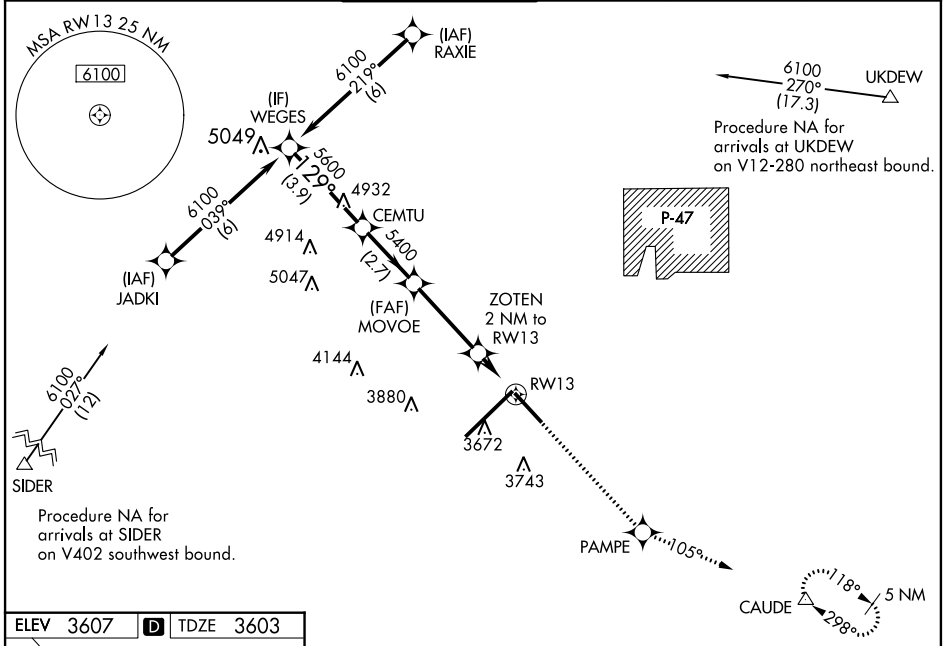 MSA RW13 25 NM
6100
(IAF)
RAXIE
6100
219°
(6)
(IF)
WEGES
5049
5600
129°
(3.9)
4932
CEMTU
6100
270°
(17.3)
UKDEW
Procedure NA for
arrivals at UKDEW
on V12-280 northeast bound.
P-47
6100
039°
(6)
(IAF)
JADKI
4914
5047
5400
(2.7)
(FAF)
MOVOE
ZOTEN
2 NM to
RW13
4144
3880
RW13
3672
3743
6100
027°
(12)
SIDER
Procedure NA for
arrivals at SIDER
on V402 southwest bound.
PAMPE
105°
CAUDE
118°
298°
5 NM
ELEV 3607 D TDZE 3603